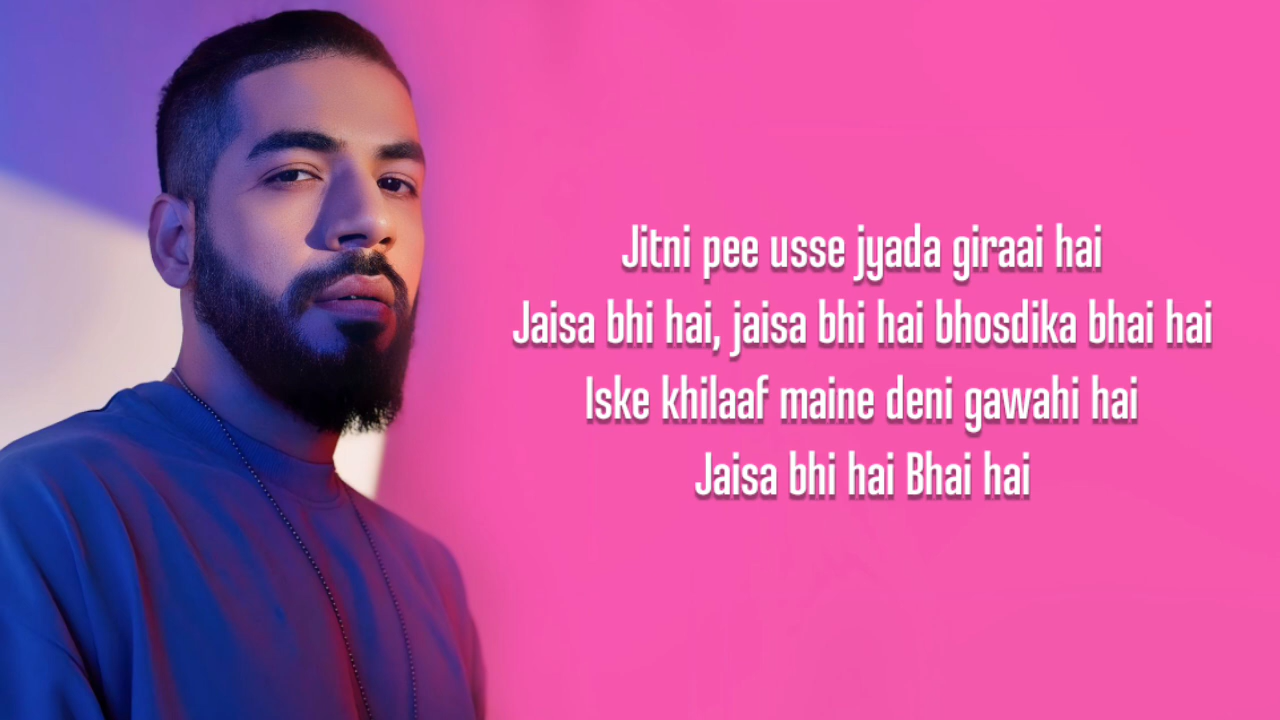 Jitni pee usse jyada giraai hai
Jaisa bhi hai, jaisa bhi hai bhosdika bhai hai
Iske khilaaf maine deni gawahi hai
Jaisa bhi hai Bhai hai